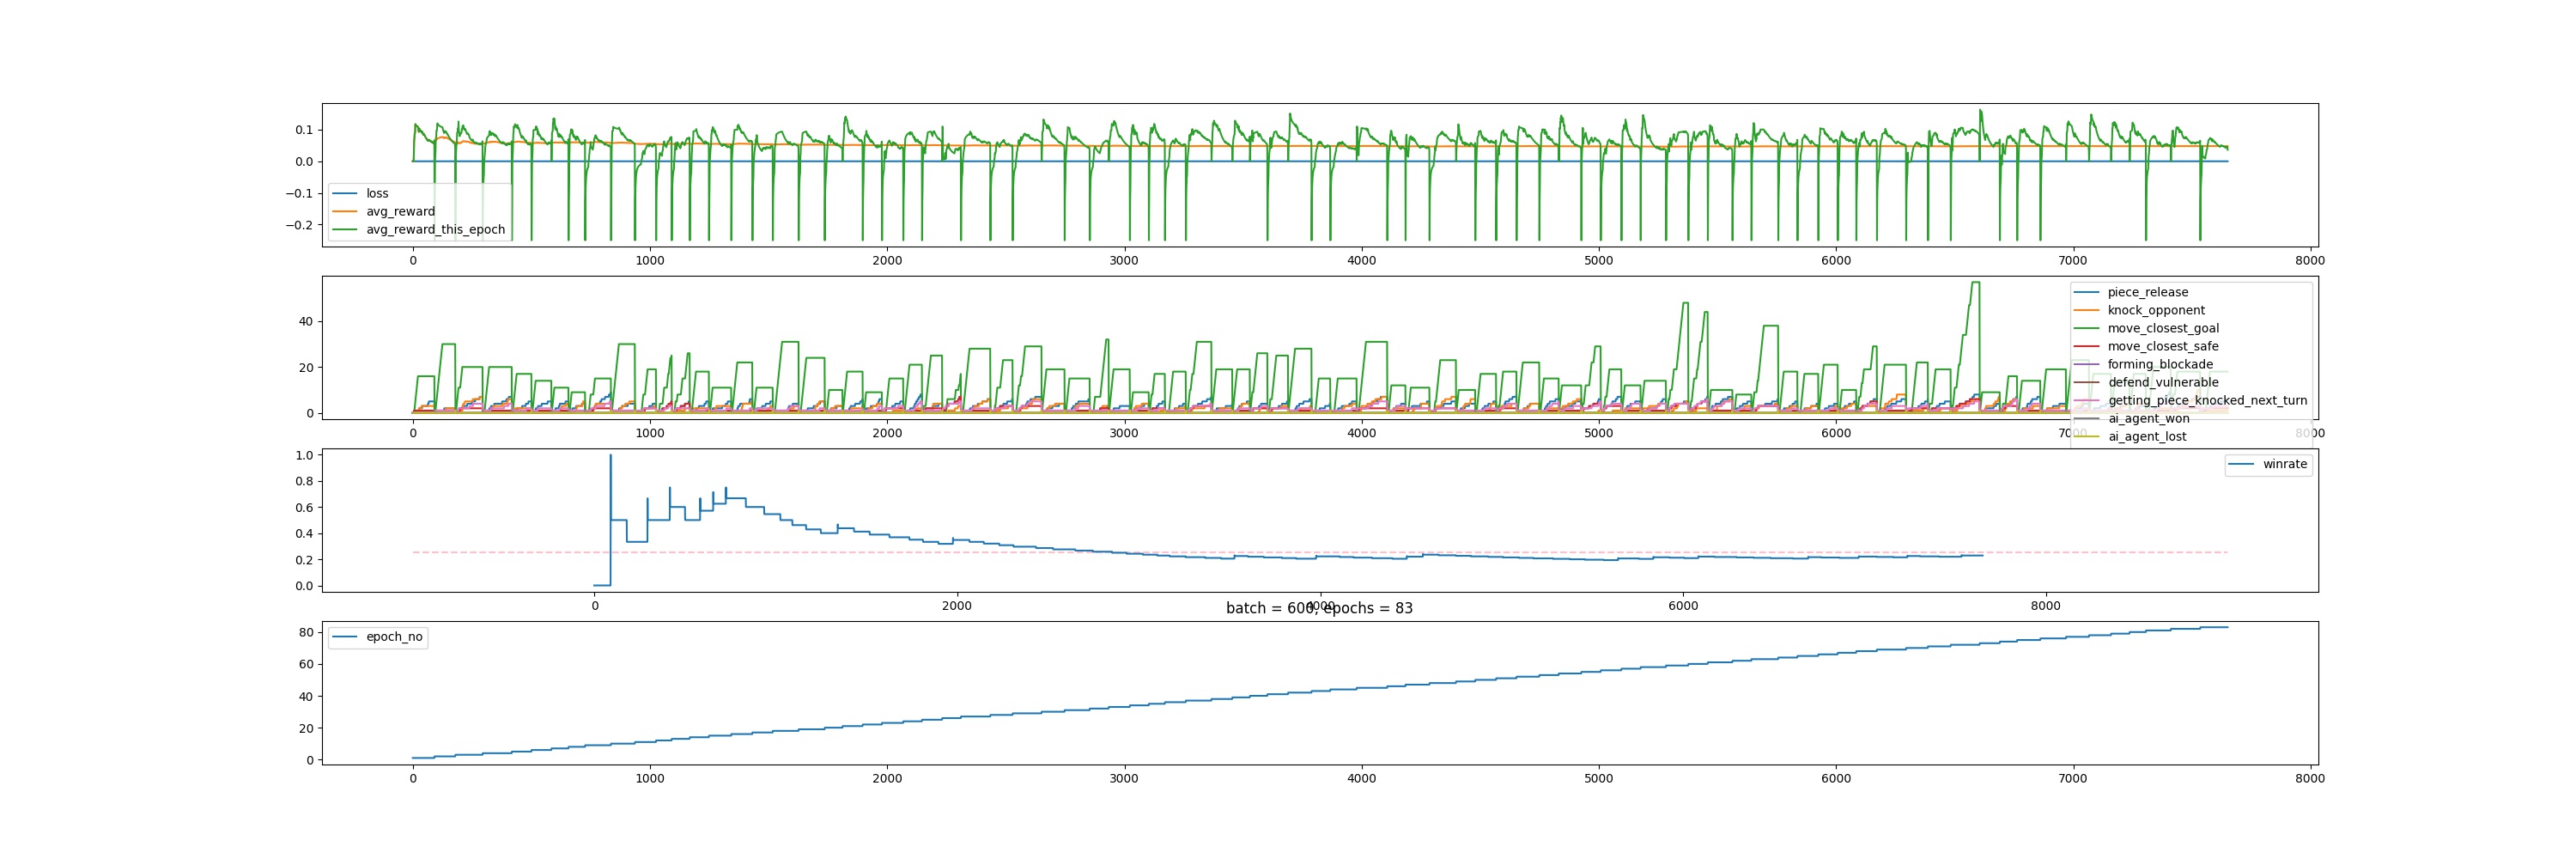 0.1
0.0
−0.1
−0.2
loss
avg_reward
avg_reward_this_epoch
0 1000 2000 3000 4000 5000 6000 7000 8000
40
20
0
piece_release
knock_opponent
move_closest_goal
move_closest_safe
forming_blockade
defend_vulnerable
getting_piece_knocked_next_turn
ai_agent_won
ai_agent_lost
0 1000 2000 3000 4000 5000 6000 7000 8000
1.0
0.8
0.6
0.4
0.2
0.0
winrate
0 2000 4000 6000 8000
batch = 600, epochs = 83
80
60
40
20
0
epoch_no
0 1000 2000 3000 4000 5000 6000 7000 8000